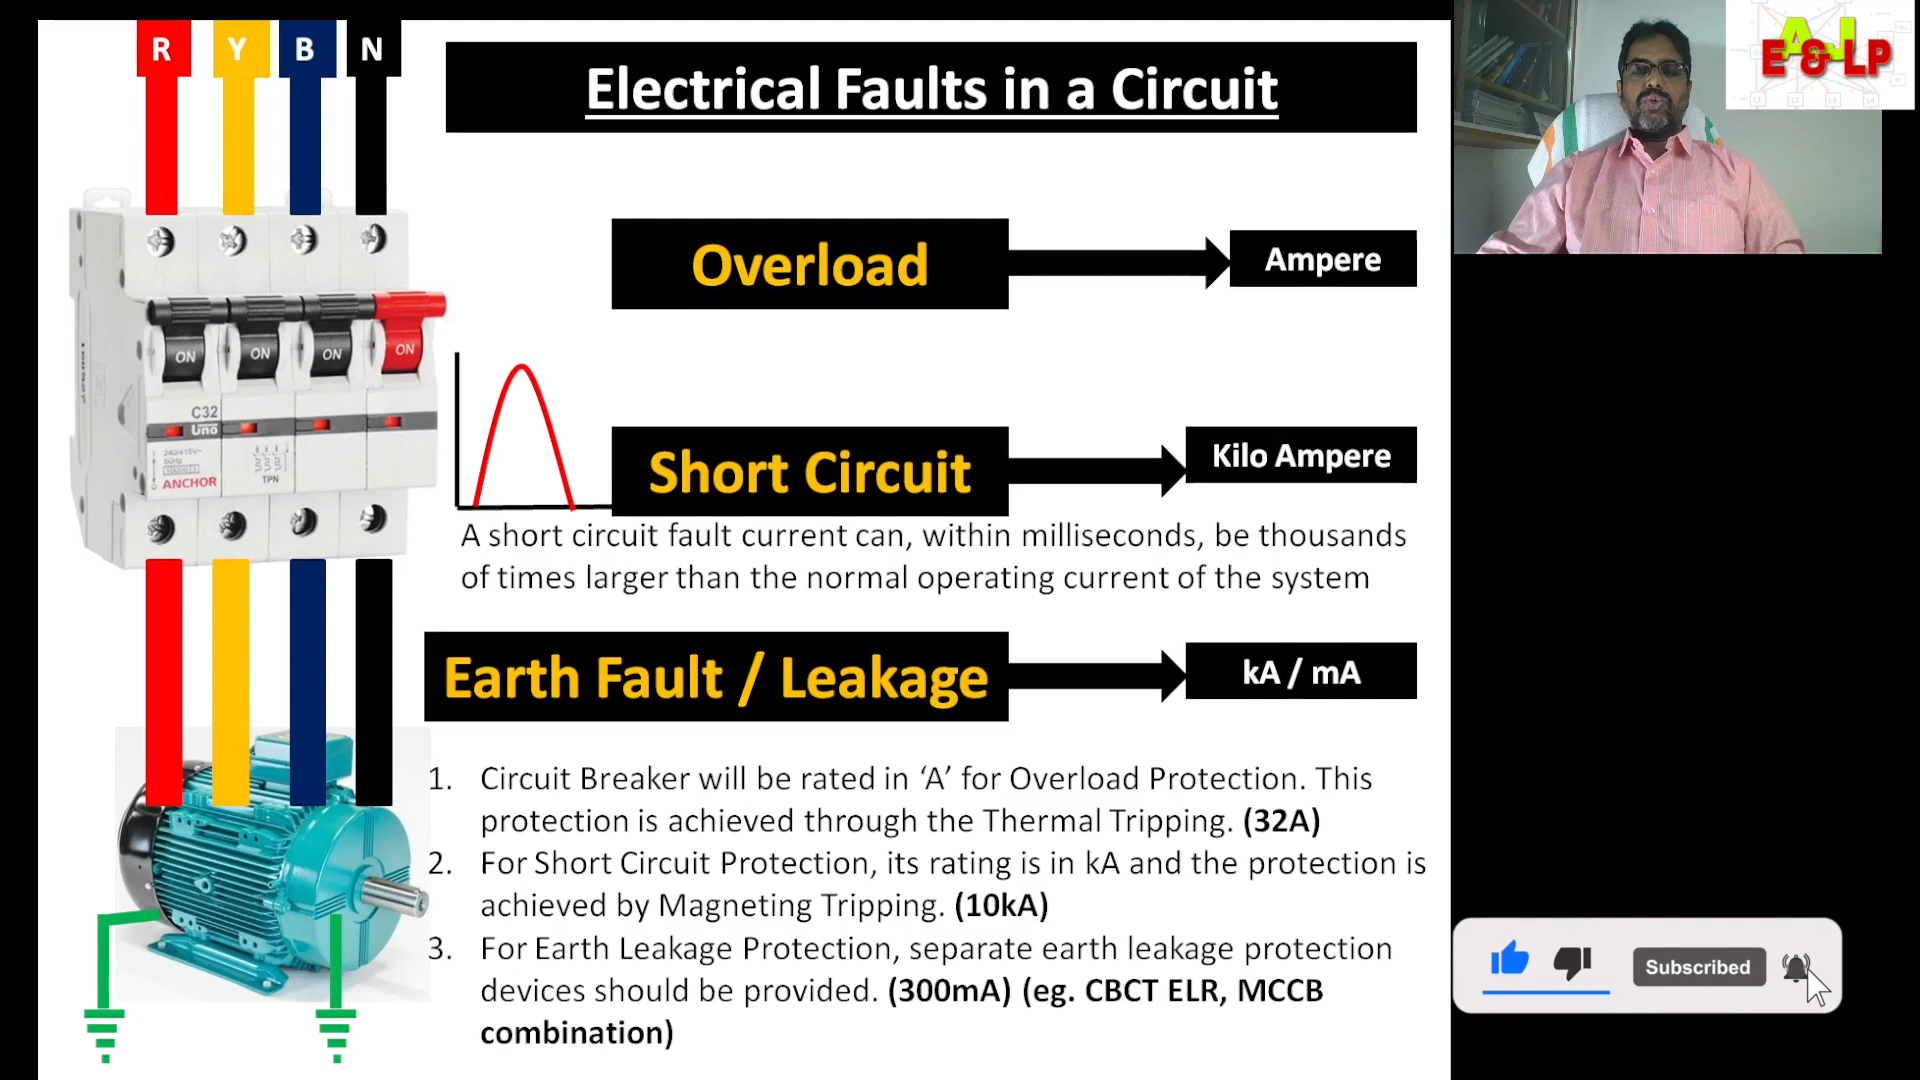 R Y B N
Electrical Faults in a Circuit
A J
E & LP
Overload
Ampere
ON ON ON ON
C32
Uno
240/415V~
50Hz
10000 3
ANCHOR
TPN
Short Circuit
Kilo Ampere
A short circuit fault current can, within milliseconds, be thousands
of times larger than the normal operating current of the system
Earth Fault / Leakage
kA / mA
1. Circuit Breaker will be rated in ‘A’ for Overload Protection. This
protection is achieved through the Thermal Tripping. (32A)
2. For Short Circuit Protection, its rating is in kA and the protection is
achieved by Magneting Tripping. (10kA)
3. For Earth Leakage Protection, separate earth leakage protection
devices should be provided. (300mA) (eg. CBCT ELR, MCCB
combination)
Subscribed